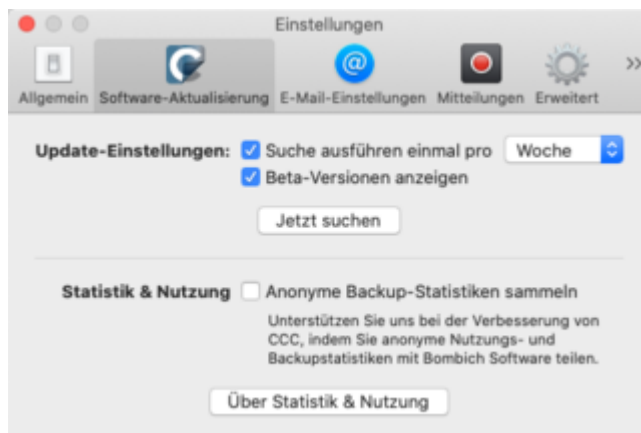 Einstellungen
Allgemein Software-Aktualisierung E-Mail-Einstellungen Mitteilungen Erweitert »
Update-Einstellungen: Suche ausführen einmal pro Woche
Beta-Versionen anzeigen
Jetzt suchen
Statistik & Nutzung Anonyme Backup-Statistiken sammeln
Unterstützen Sie uns bei der Verbesserung von
CCC, indem Sie anonyme Nutzungs- und
Backupstatistiken mit Bombich Software teilen.
Über Statistik & Nutzung